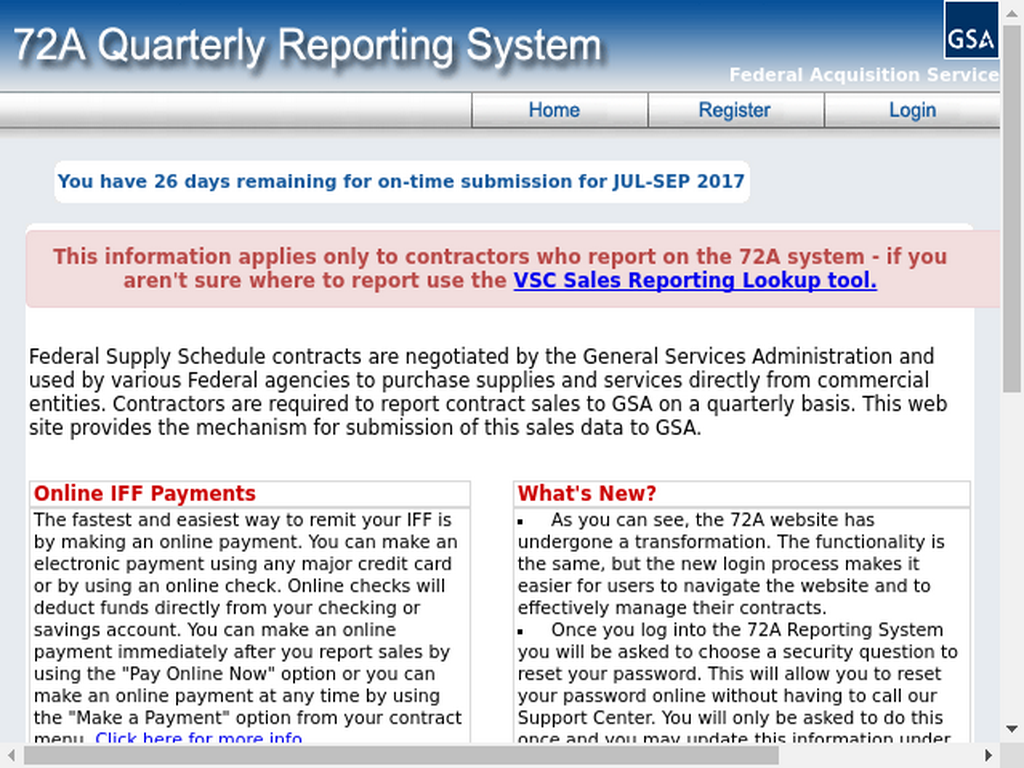 72A Quarterly Reporting System
GSA
Federal Acquisition Service
Home
Register
Login
You have 26 days remaining for on-time submission for JUL-SEP 2017
This information applies only to contractors who report on the 72A system - if you
aren't sure where to report use the VSC Sales Reporting Lookup tool.
Federal Supply Schedule contracts are negotiated by the General Services Administration and
used by various Federal agencies to purchase supplies and services directly from commercial
entities. Contractors are required to report contract sales to GSA on a quarterly basis. This web
site provides the mechanism for submission of this sales data to GSA.
Online IFF Payments
The fastest and easiest way to remit your IFF is
by making an online payment. You can make an
electronic payment using any major credit card
or by using an online check. Online checks will
deduct funds directly from your checking or
savings account. You can make an online
payment immediately after you report sales by
using the "Pay Online Now" option or you can
make an online payment at any time by using
the "Make a Payment" option from your contract
menu. Click here for more info
What's New?
▪ As you can see, the 72A website has
undergone a transformation. The functionality is
the same, but the new login process makes it
easier for users to navigate the website and to
effectively manage their contracts.
▪ Once you log into the 72A Reporting System
you will be asked to choose a security question to
reset your password. This will allow you to reset
your password online without having to call our
Support Center. You will only be asked to do this
once and you may update this information under